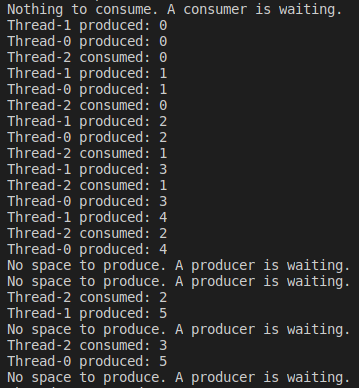 Nothing to consume. A consumer is waiting.
Thread-1 produced: 0
Thread-0 produced: 0
Thread-2 consumed: 0
Thread-1 produced: 1
Thread-0 produced: 1
Thread-2 consumed: 0
Thread-1 produced: 2
Thread-0 produced: 2
Thread-2 consumed: 1
Thread-1 produced: 3
Thread-2 consumed: 1
Thread-0 produced: 3
Thread-1 produced: 4
Thread-2 consumed: 2
Thread-0 produced: 4
No space to produce. A producer is waiting.
No space to produce. A producer is waiting.
Thread-2 consumed: 2
Thread-1 produced: 5
No space to produce. A producer is waiting.
Thread-2 consumed: 3
Thread-0 produced: 5
No space to produce. A producer is waiting.